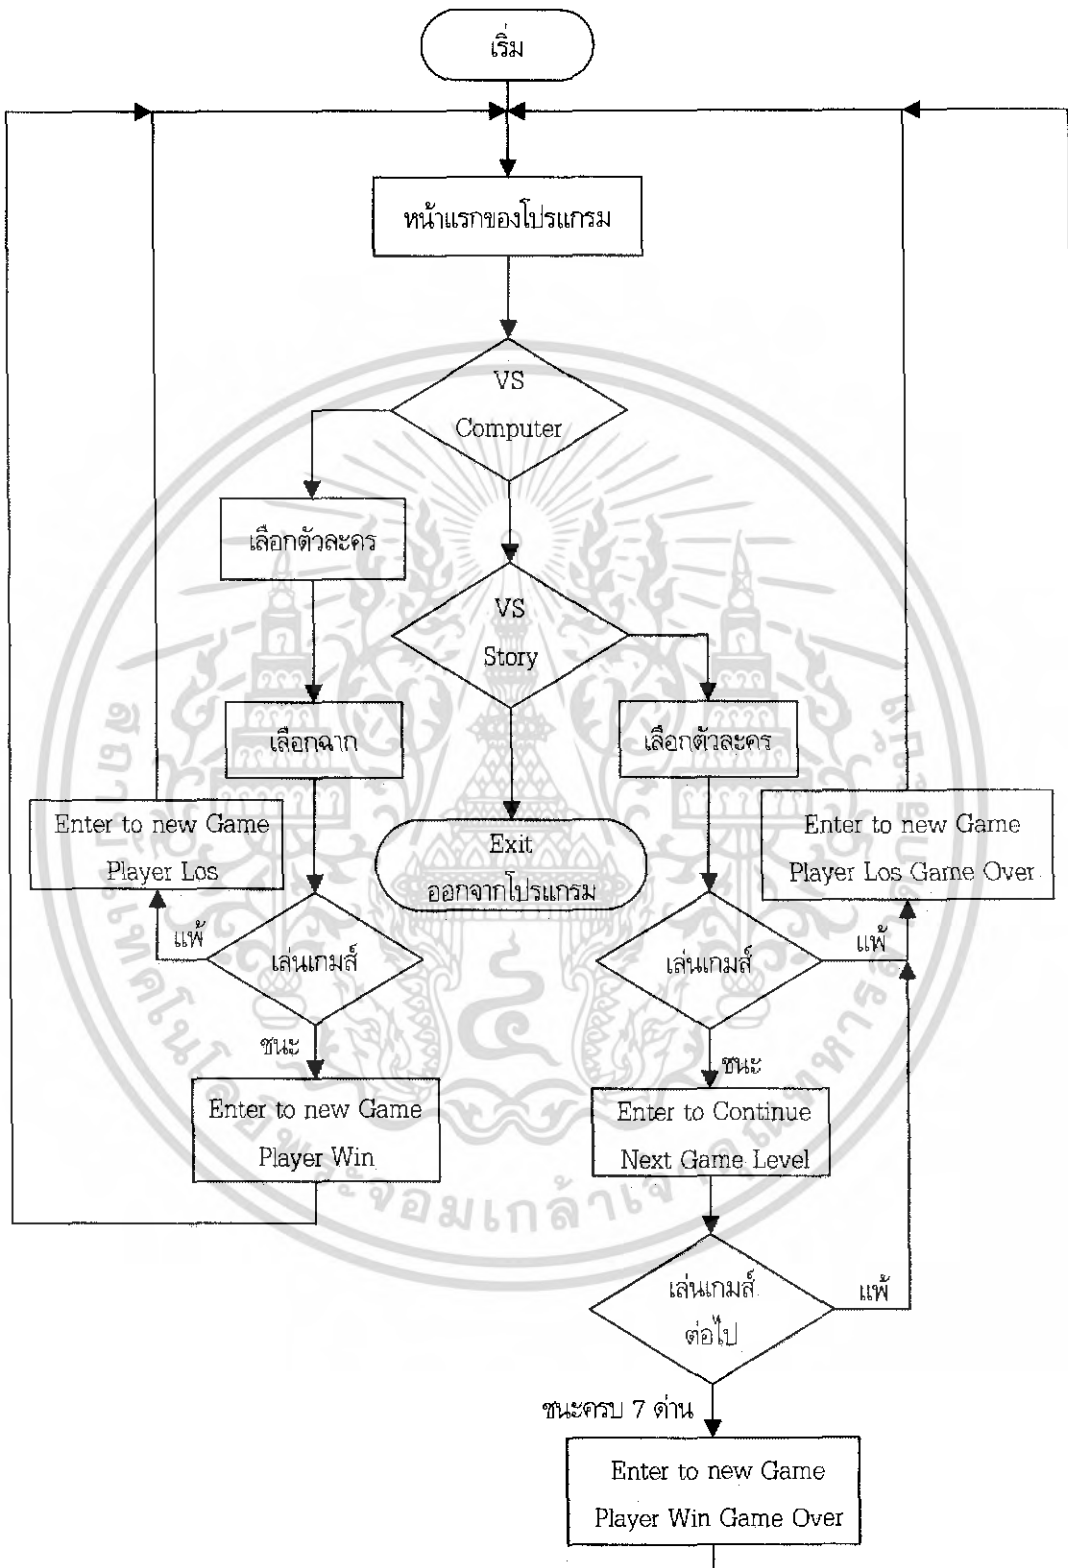 เริ่ม
หน้าแรกของโปรแกรม
VS
Computer
เลือกตัวละคร
VS
Story
เลือกฉาก
เลือกตัวละคร
Enter to new Game
Player Los
Exit
ออกจากโปรแกรม
Enter to new Game
Player Los Game Over
แพ้
เล่นเกมส์
เล่นเกมส์
แพ้
ชนะ
ชนะ
Enter to new Game
Player Win
Enter to Continue
Next Game Level
เล่นเกมส์
ต่อไป
แพ้
ชนะครบ 7 ด่าน
Enter to new Game
Player Win Game Over